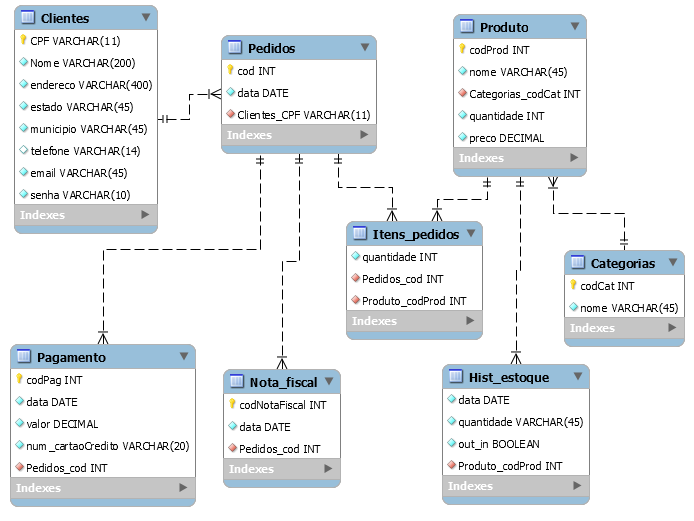 Clientes
CPF VARCHAR(11)
Nome VARCHAR(200)
endereco VARCHAR(400)
estado VARCHAR(45)
municipio VARCHAR(45)
telefone VARCHAR(14)
email VARCHAR(45)
senha VARCHAR(10)
Indexes
Pedidos
cod INT
data DATE
Clientes_CPF VARCHAR(11)
Indexes
Produto
codProd INT
nome VARCHAR(45)
Categorias_codCat INT
quantidade INT
preco DECIMAL
Indexes
Itens_pedidos
quantidade INT
Pedidos_cod INT
Produto_codProd INT
Indexes
Categorias
codCat INT
nome VARCHAR(45)
Indexes
Pagamento
codPag INT
data DATE
valor DECIMAL
num_cartaoCredito VARCHAR(20)
Pedidos_cod INT
Indexes
Nota_fiscal
codNotaFiscal INT
data DATE
Pedidos_cod INT
Indexes
Hist_estoque
data DATE
quantidade VARCHAR(45)
out_in BOOLEAN
Produto_codProd INT
Indexes